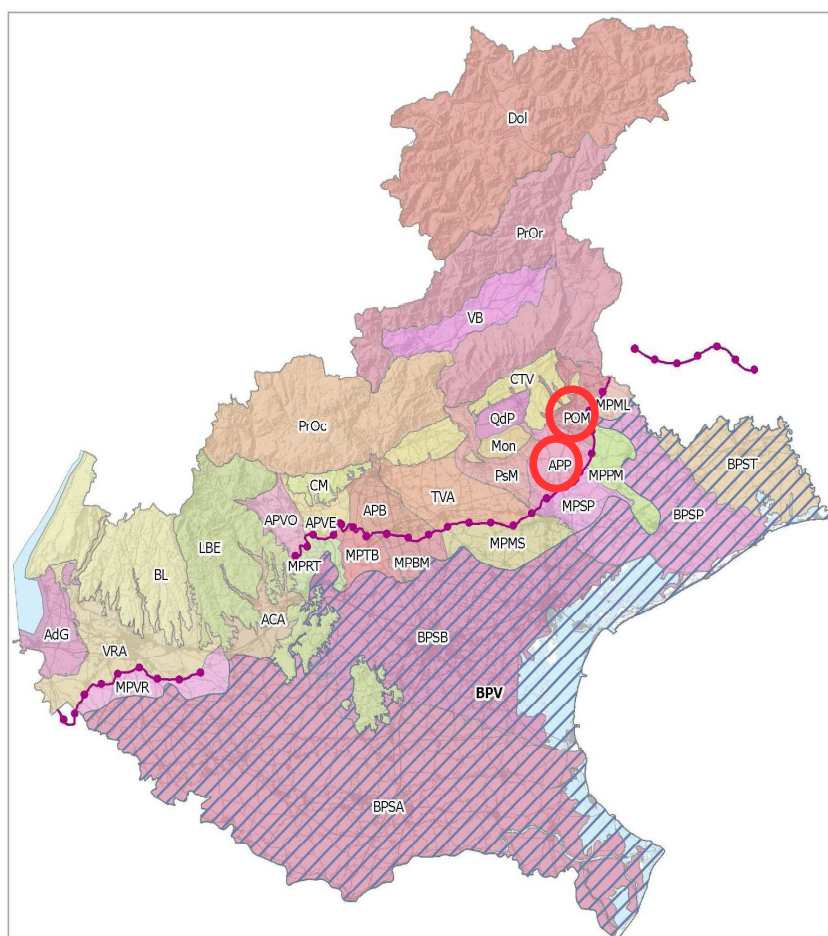 Dol
PrOr
VB
CTV
MPML
QdP
POM
PrOc
Mon
BPST
APP
CM
PsM
MPPM
TVA
APB
MPSP
BPSP
APVO
APVE
LBE
MPMS
MPTB
MPBM
MPRT
BL
ACA
AdG
BPSB
VRA
MPVR
BPV
BPSA